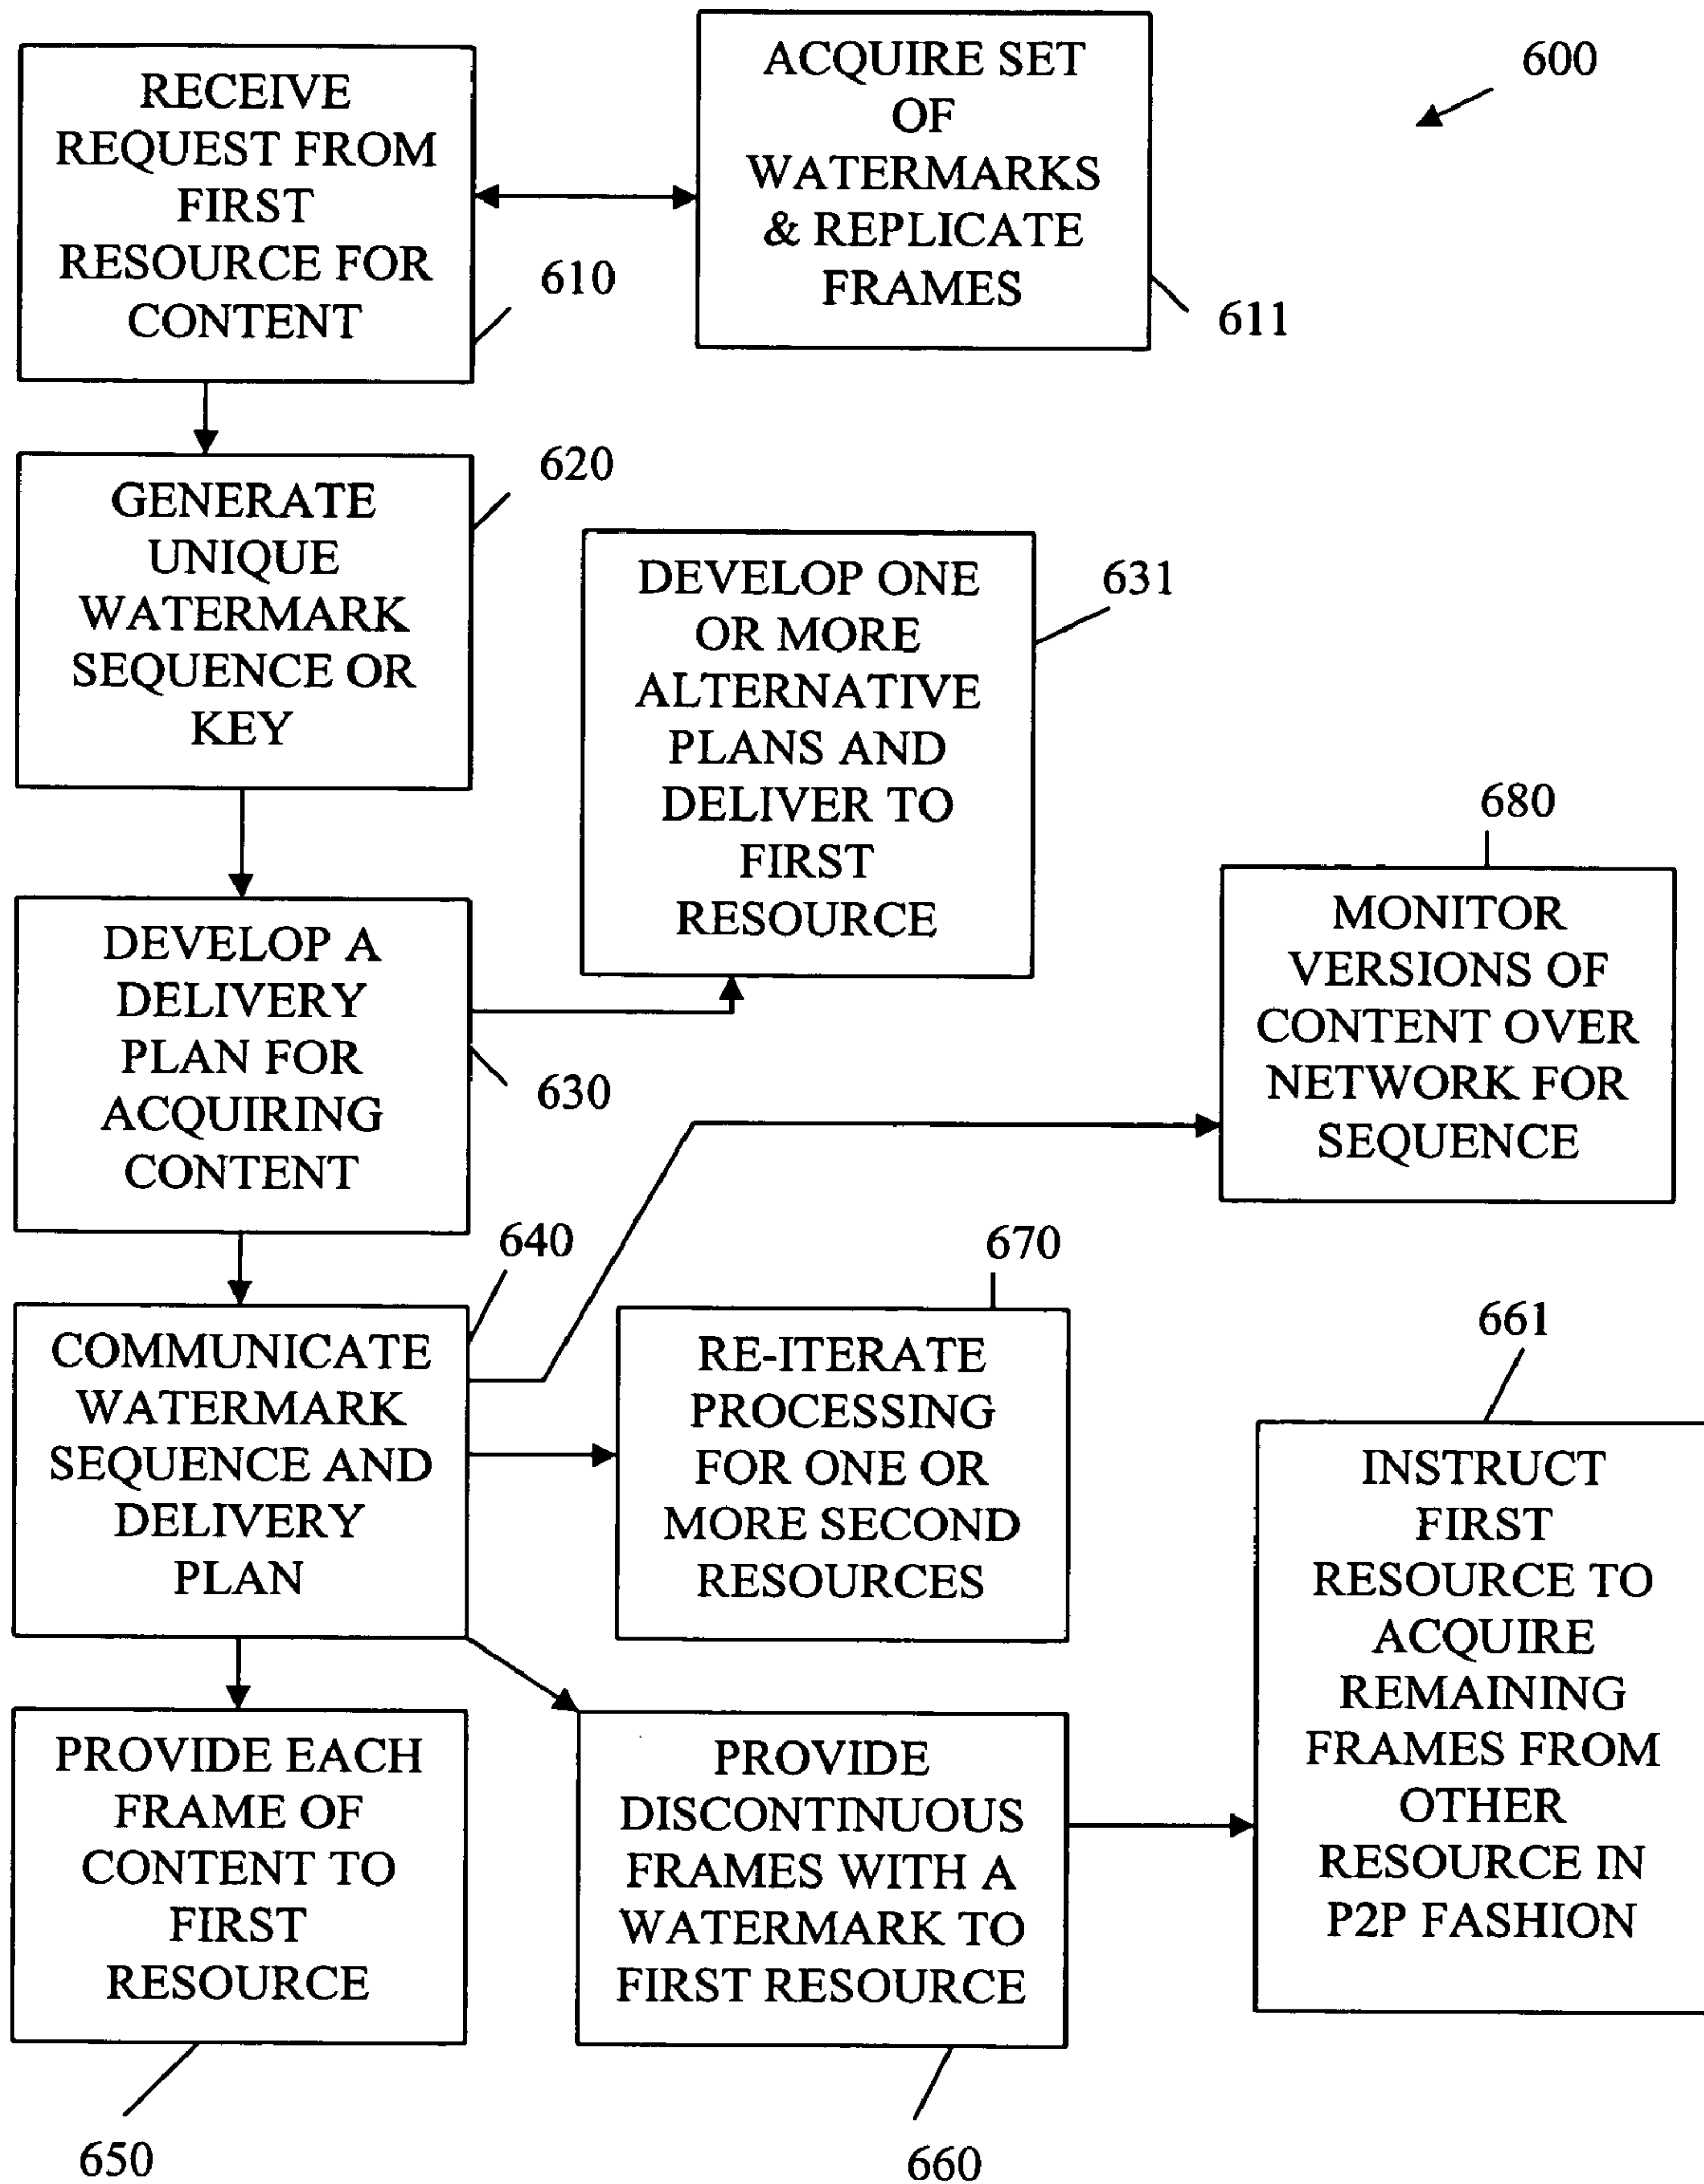 RECEIVE
REQUEST FROM
FIRST
RESOURCE FOR
CONTENT
610
ACQUIRE SET
OF
WATERMARKS
& REPLICATE
FRAMES
611
600
GENERATE
UNIQUE
WATERMARK
SEQUENCE OR
KEY
620
DEVELOP ONE
OR MORE
ALTERNATIVE
PLANS AND
DELIVER TO
FIRST
RESOURCE
631
DEVELOP A
DELIVERY
PLAN FOR
ACQUIRING
CONTENT
630
680
MONITOR
VERSIONS OF
CONTENT OVER
NETWORK FOR
SEQUENCE
640
COMMUNICATE
WATERMARK
SEQUENCE AND
DELIVERY
PLAN
670
RE-ITERATE
PROCESSING
FOR ONE OR
MORE SECOND
RESOURCES
661
INSTRUCT
FIRST
RESOURCE TO
ACQUIRE
REMAINING
FRAMES FROM
OTHER
RESOURCE IN
P2P FASHION
PROVIDE EACH
FRAME OF
CONTENT TO
FIRST
RESOURCE
650
PROVIDE
DISCONTINUOUS
FRAMES WITH A
WATERMARK TO
FIRST RESOURCE
660